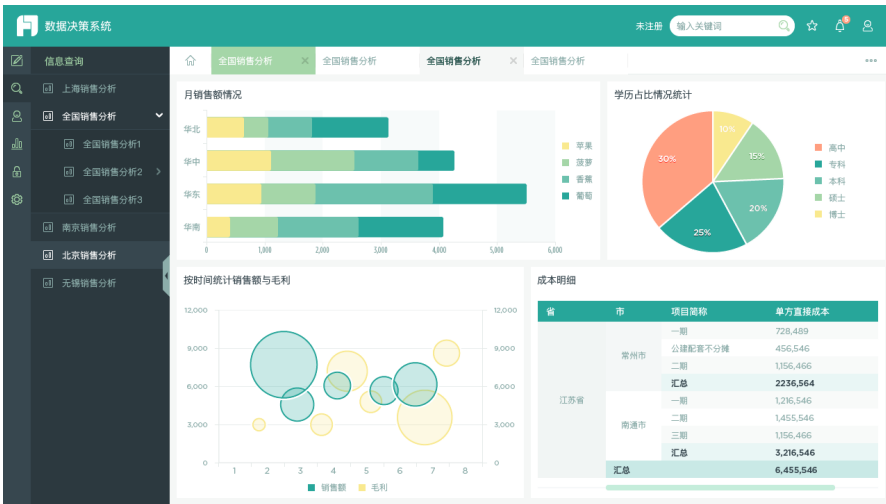 数据决策系统
未注册
输入关键词
6
信息查询
上海销售分析
全国销售分析
全国销售分析1
全国销售分析2
全国销售分析3
南京销售分析
北京销售分析
无锡销售分析
全国销售分析
全国销售分析
全国销售分析
全国销售分析
月销售额情况
华北
华中
华东
华南
0 1,000 2,000 3,000 4,000 5,000 6,000
苹果
菠萝
香蕉
葡萄
学历占比情况统计
10%
15%
30%
20%
25%
高中
专科
本科
硕士
博士
按时间统计销售额与毛利
12,000 12,000
9,000 9,000
6,000 6,000
3,000 3,000
0 0
1 2 3 4 5 6 7 8
销售额 毛利
成本明细
省 市 项目简称 单方直接成本
一期 728,489
公建配套不分摊 456,546
常州市
二期 1,156,466
汇总 2236,564
江苏省
一期 1,216,546
二期 1,455,546
南通市
三期 1,156,466
汇总 3,216,546
汇总 6,455,546